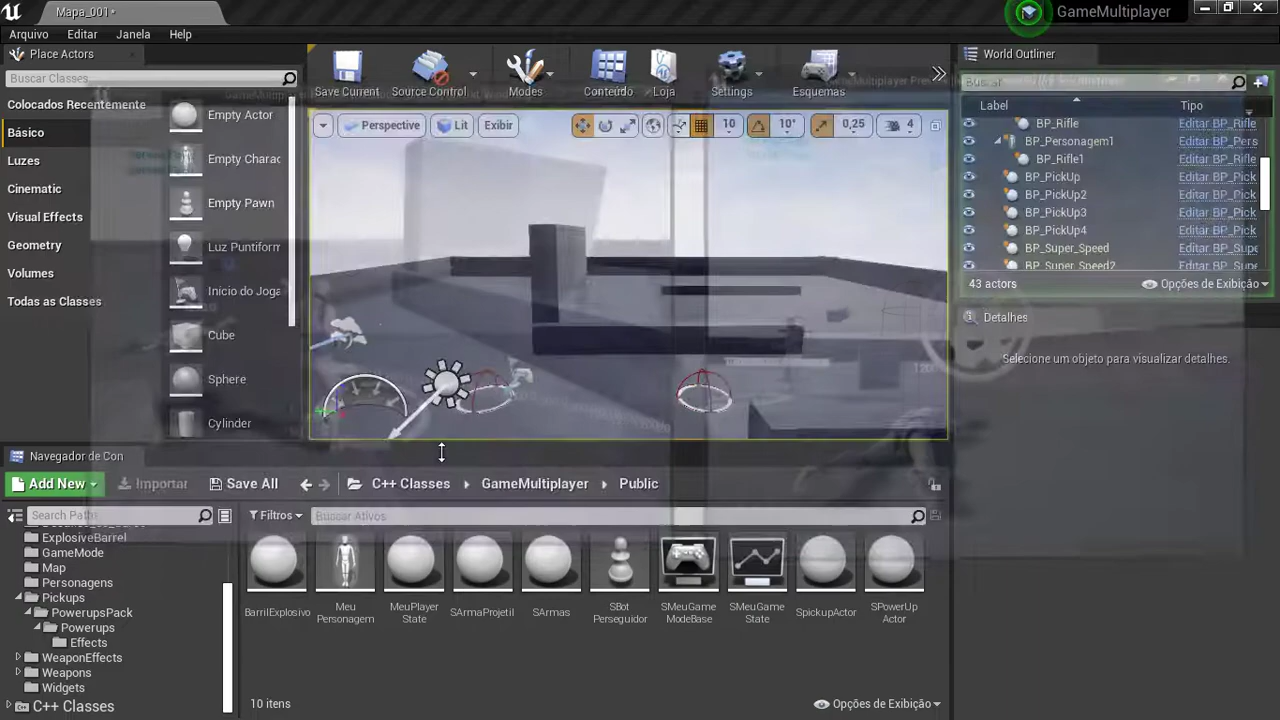 Mapa_001•
GameMultiplayer
Arquivo
Editar
Janela
Help
Place Actors
Buscar Classes
Colocados Recentemente
Básico
Luzes
Cinematic
Visual Effects
Geometry
Volumes
Todas as Classes
Empty Actor
Empty Charac
Empty Pawn
Luz Puntiform
Início do Joga
Cube
Sphere
Cylinder
Save Current
Source Control
Modes
Conteúdo
Loja
Settings
Esquemas
Perspective
Lit
Exibir
10
10°
0,25
4
World Outliner
Buscar
Label
Tipo
BP_Rifle
Editar BP_Rifle
BP_Personagem1
Editar BP_Pers
BP_Rifle1
Editar BP_Rifle
BP_PickUp
Editar BP_Pick
BP_PickUp2
Editar BP_Pick
BP_PickUp3
Editar BP_Pick
BP_PickUp4
Editar BP_Pick
BP_Super_Speed
Editar BP_Supe
BP_Super_Speed2
Editar BP_Supe
43 actors
Opções de Exibição
Detalhes
Selecione um objeto para visualizar detalhes.
Navegador de Con
Add New
Importar
Save All
C++ Classes
GameMultiplayer
Public
Search Paths
Filtros
Buscar Ativos
ExplosiveBarrel
GameMode
Map
Personagens
Pickups
PowerupsPack
Powerups
Effects
WeaponEffects
Weapons
Widgets
C++ Classes
BarrilExplosivo
Meu
Personagem
MeuPlayer
State
SArmaProjetil
SArmas
SBot
Perseguidor
SMeuGame
ModeBase
SMeuGame
State
SpickupActor
SPowerUp
Actor
10 itens
Opções de Exibição